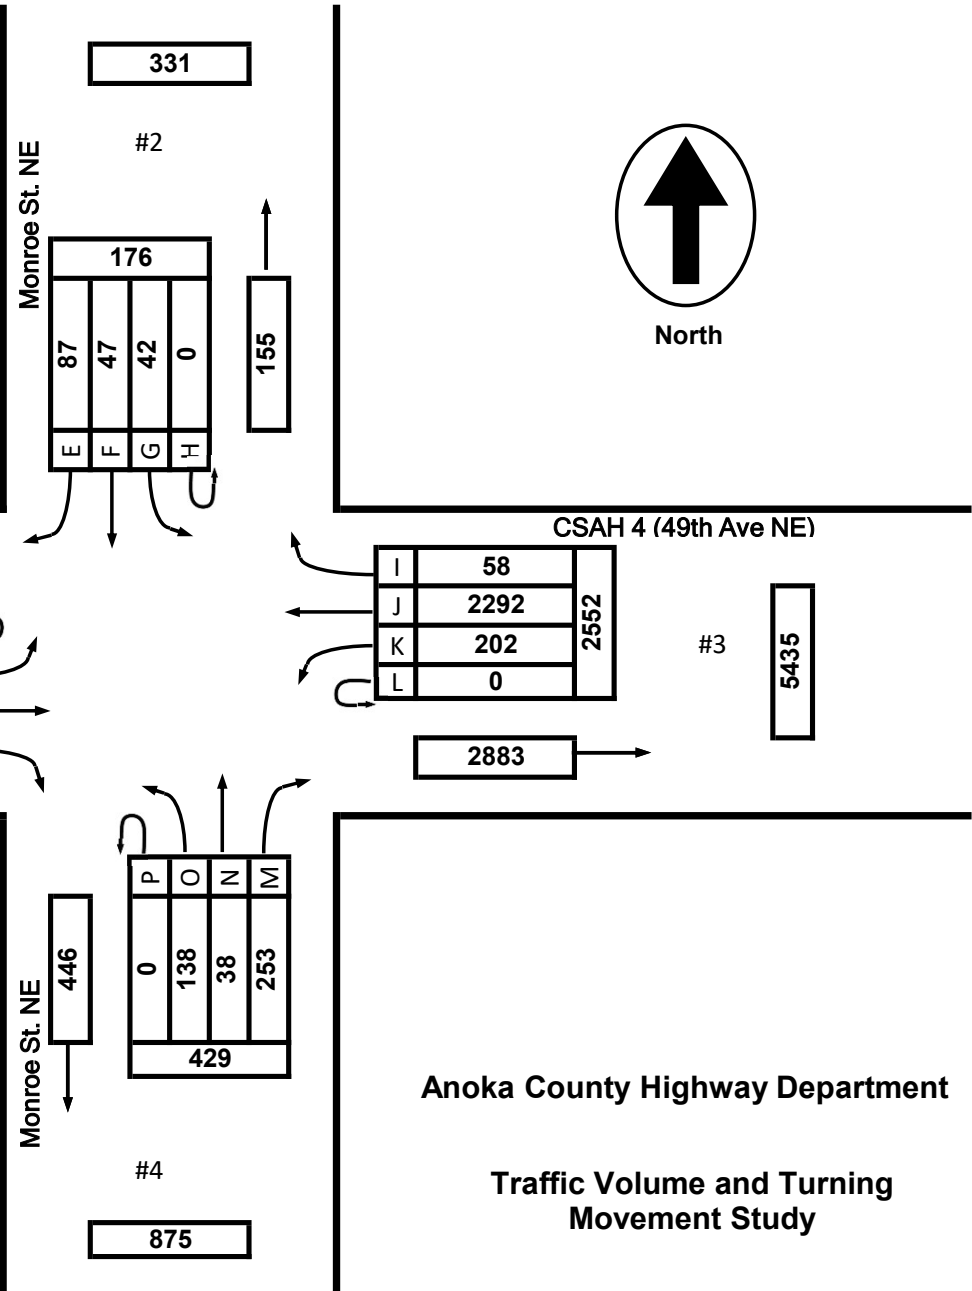 331
#2
Monroe St. NE
176
87
47
42
0
155
E
F
G
H
North
CSAH 4 (49th Ave NE)
I
58
J
2292
K
202
L
0
2552
#3
5435
2883
P
O
N
M
0
138
38
253
429
446
Monroe St. NE
#4
875
Anoka County Highway Department
Traffic Volume and Turning
Movement Study